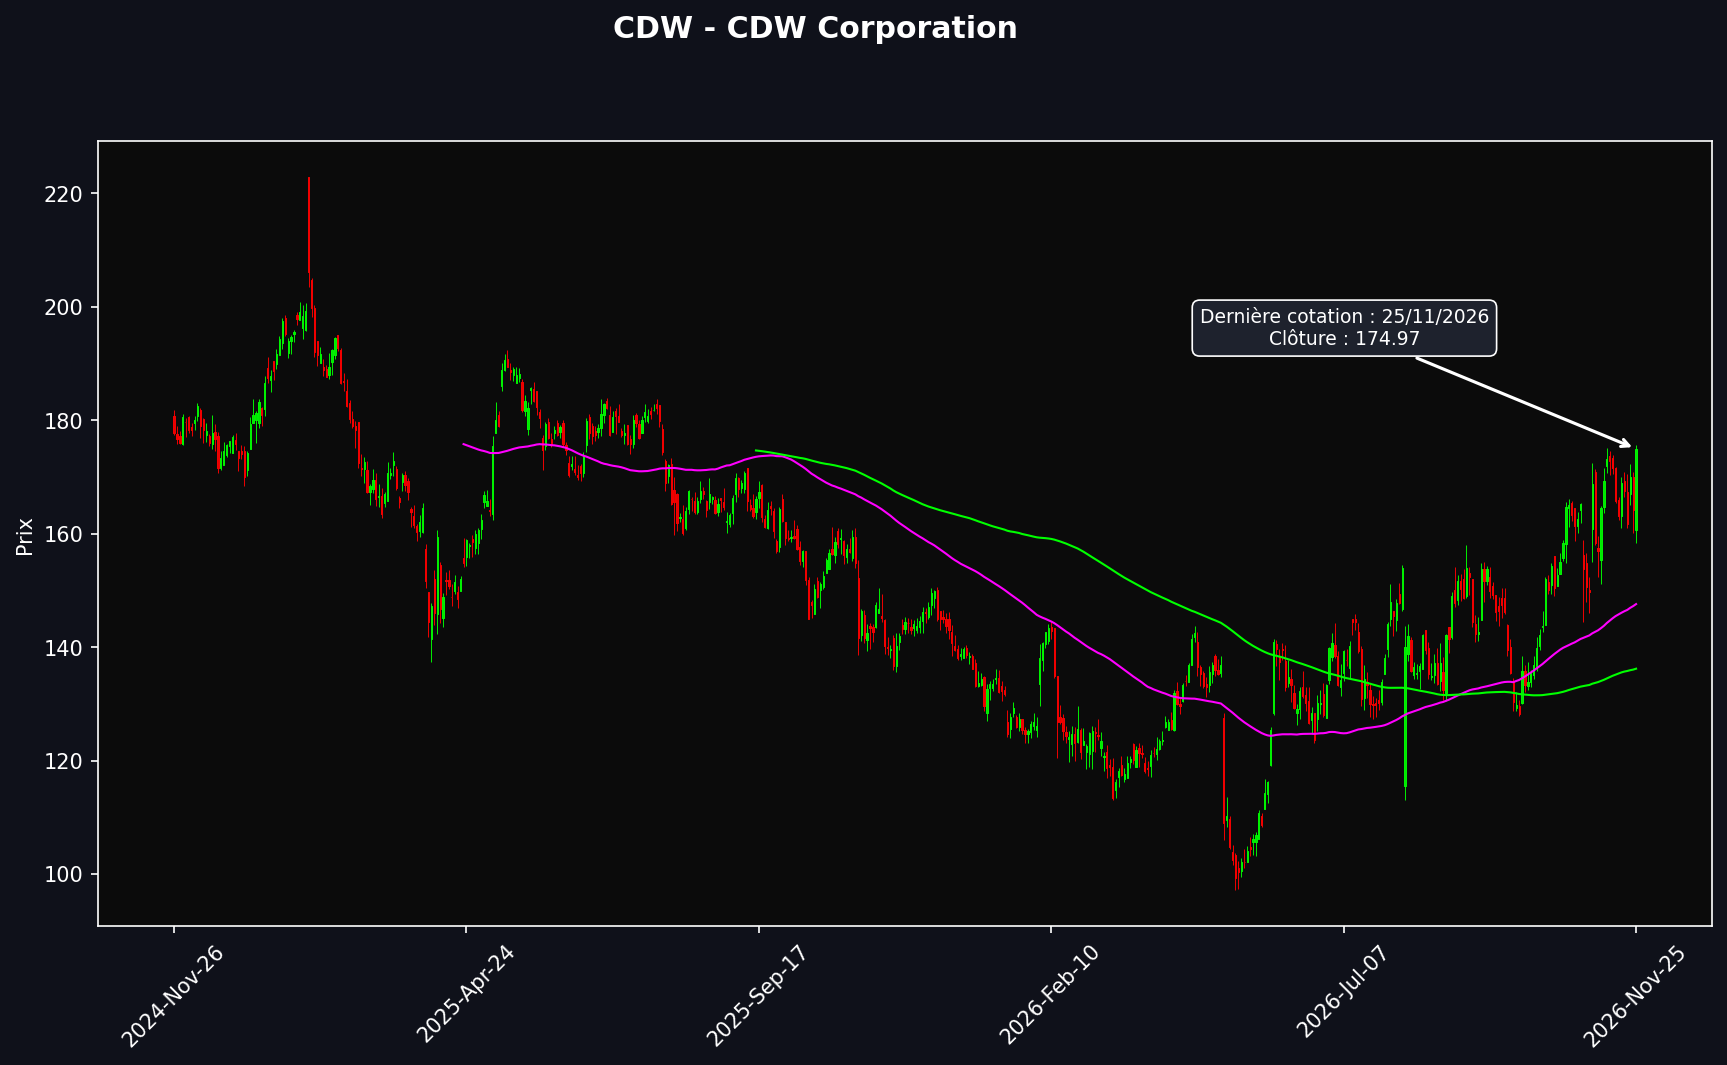 CDW - CDW Corporation
Prix
220
200
180
160
140
120
100
Dernière cotation : 25/11/2026
Clôture : 174.97
2024-Nov-26
2025-Apr-24
2025-Sep-17
2026-Feb-10
2026-Jul-07
2026-Nov-25